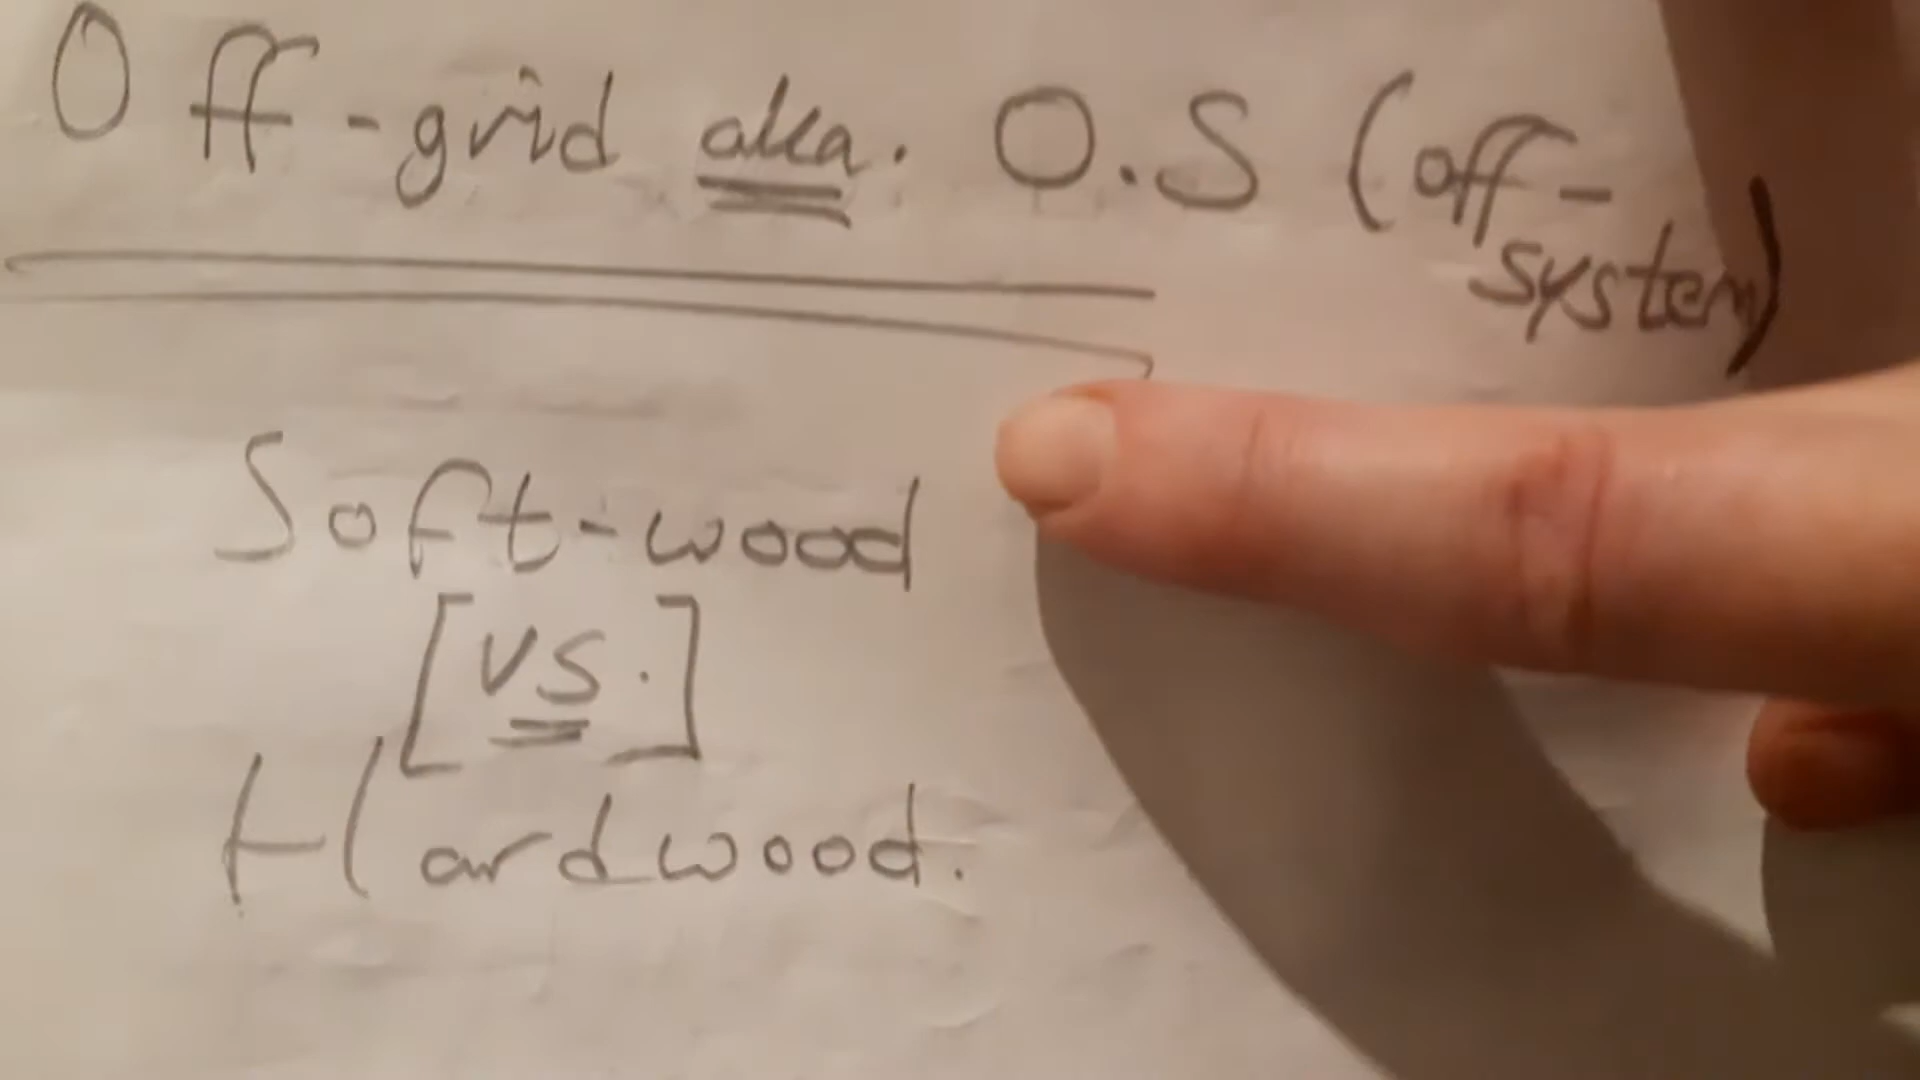 Off-grid aka. O.S (off-
system)
Soft-wood
[vs.]
Hardwood.